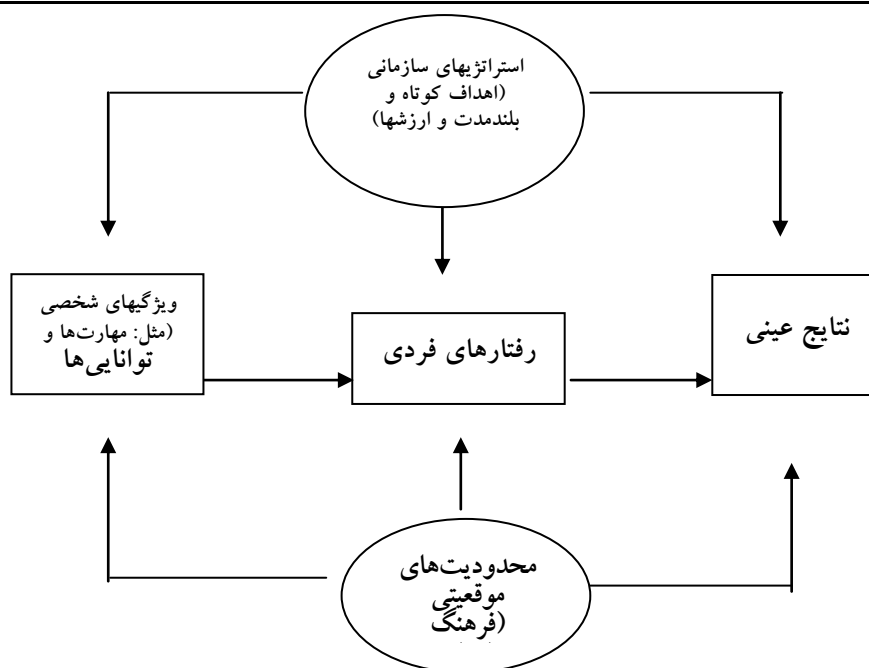 استراتژیهای سازمانی
(اهداف کوتاه و
بلندمدت و ارزشها)
ویژگیهای شخصی
(مثل: مهارت‌ها و
توانایی‌ها
رفتارهای فردی
نتایج عینی
محدودیت‌های
موقعیتی
(فرهنگ